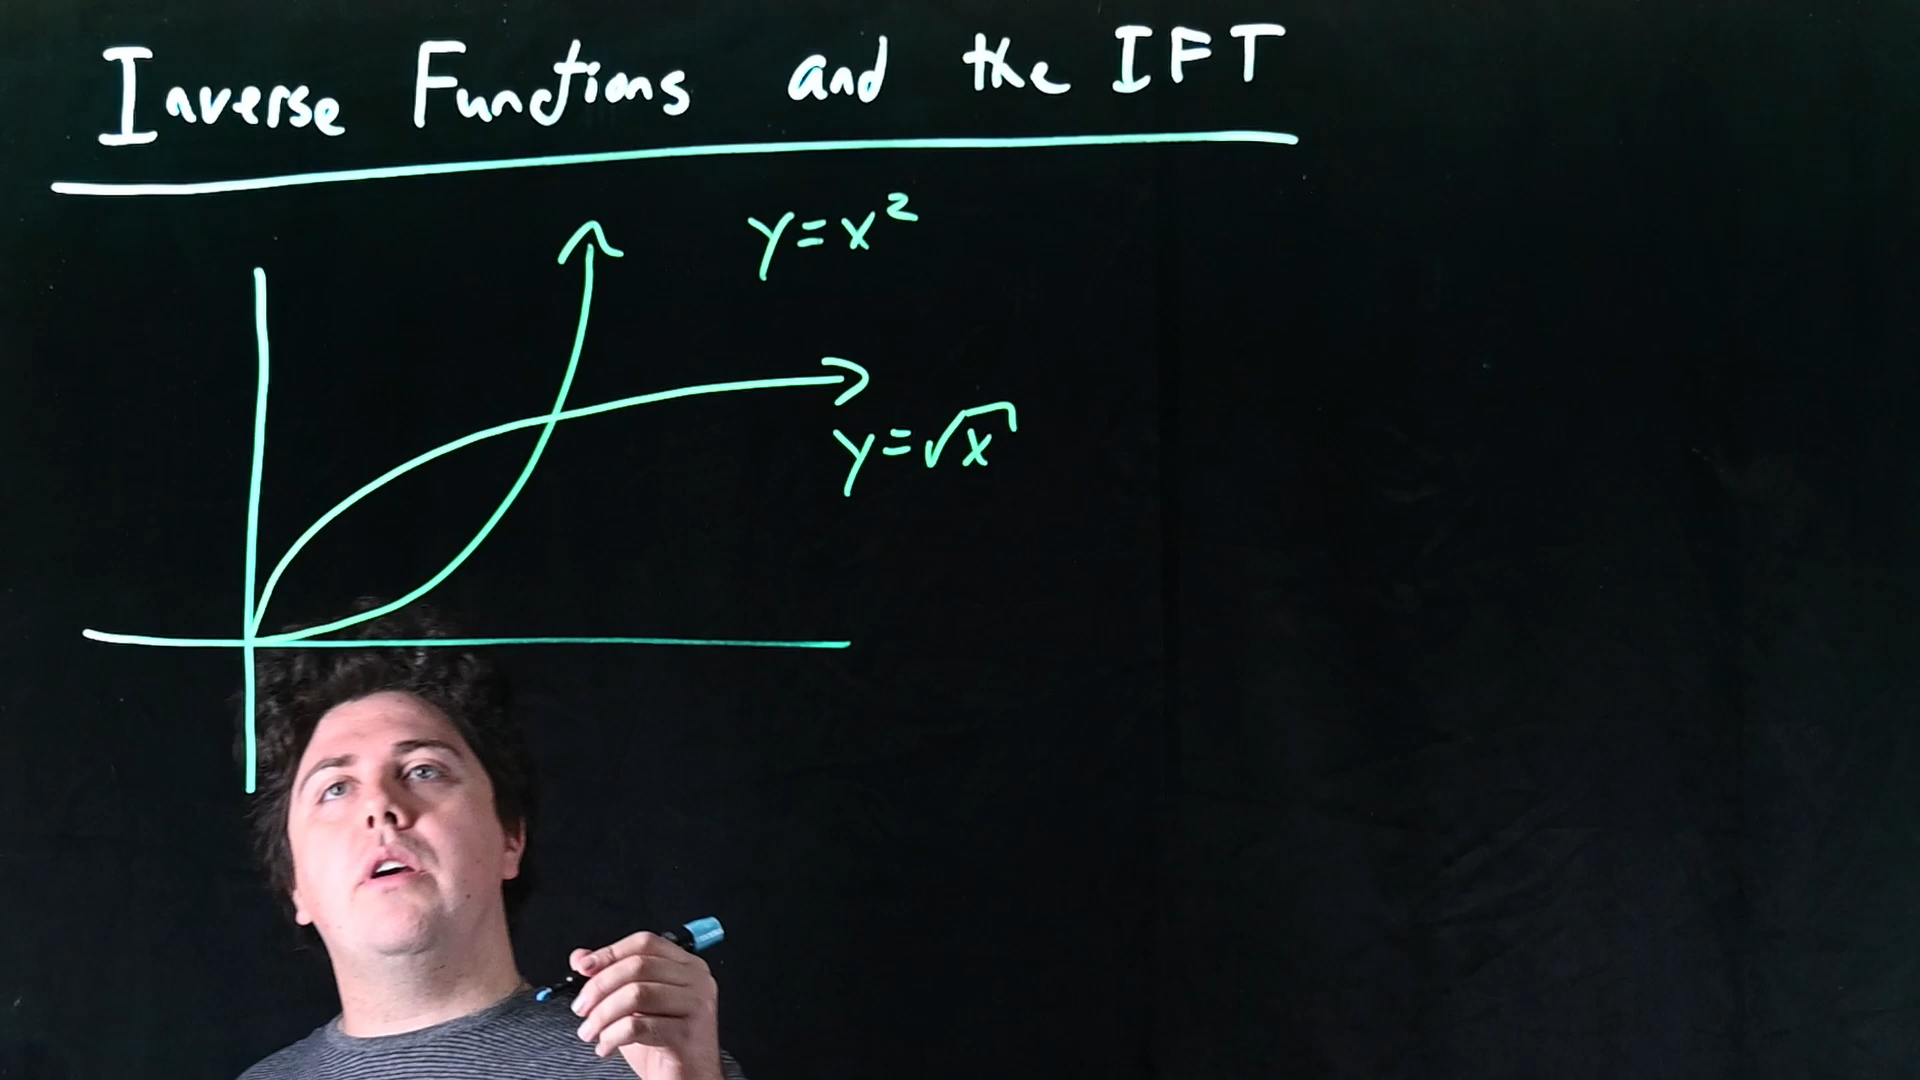 Inverse Functions and the IFT
y=x²
y=√x